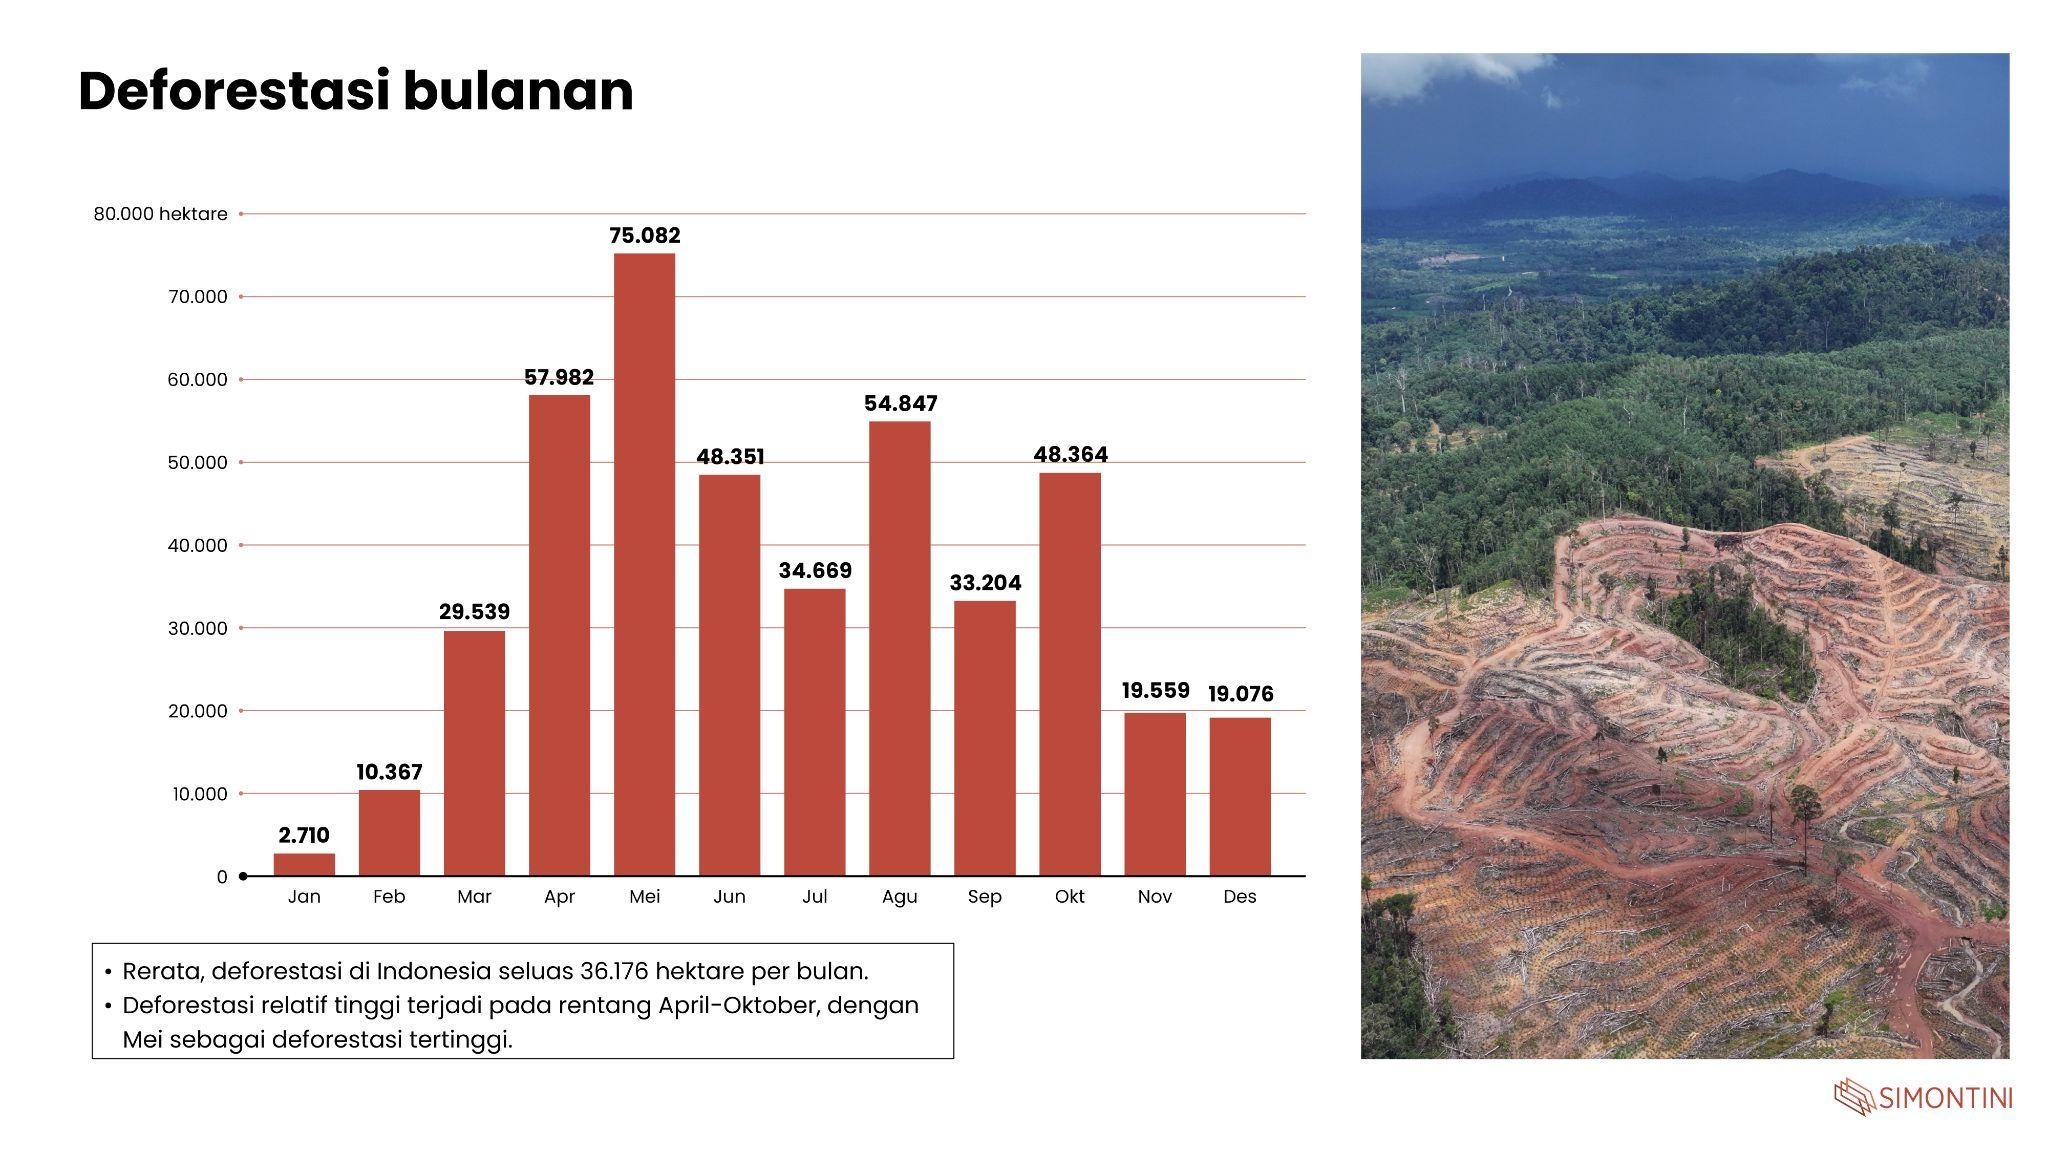 Deforestasi bulanan
80.000 hektare
70.000
60.000
50.000
40.000
30.000
20.000
10.000
0
2.710
10.367
29.539
57.982
75.082
48.351
34.669
54.847
33.204
48.364
19.559
19.076
Jan
Feb
Mar
Apr
Mei
Jun
Jul
Agu
Sep
Okt
Nov
Des
• Rerata, deforestasi di Indonesia seluas 36.176 hektare per bulan.
• Deforestasi relatif tinggi terjadi pada rentang April-Oktober, dengan
Mei sebagai deforestasi tertinggi.
SIMONTINI